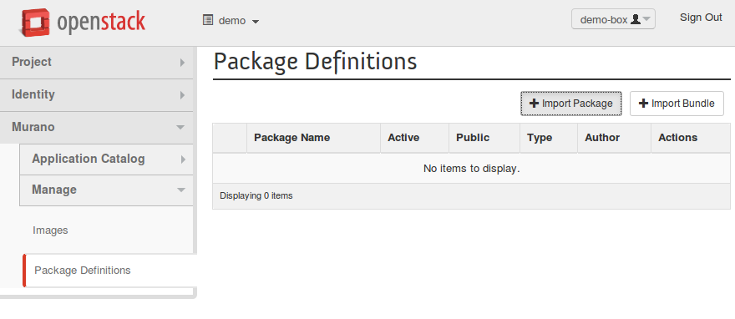 openstack
demo
demo-box
Sign Out
Project
Identity
Murano
Application Catalog
Manage
Images
Package Definitions
Package Definitions
Import Package Import Bundle
Package Name Active Public Type Author Actions
No items to display.
Displaying 0 items